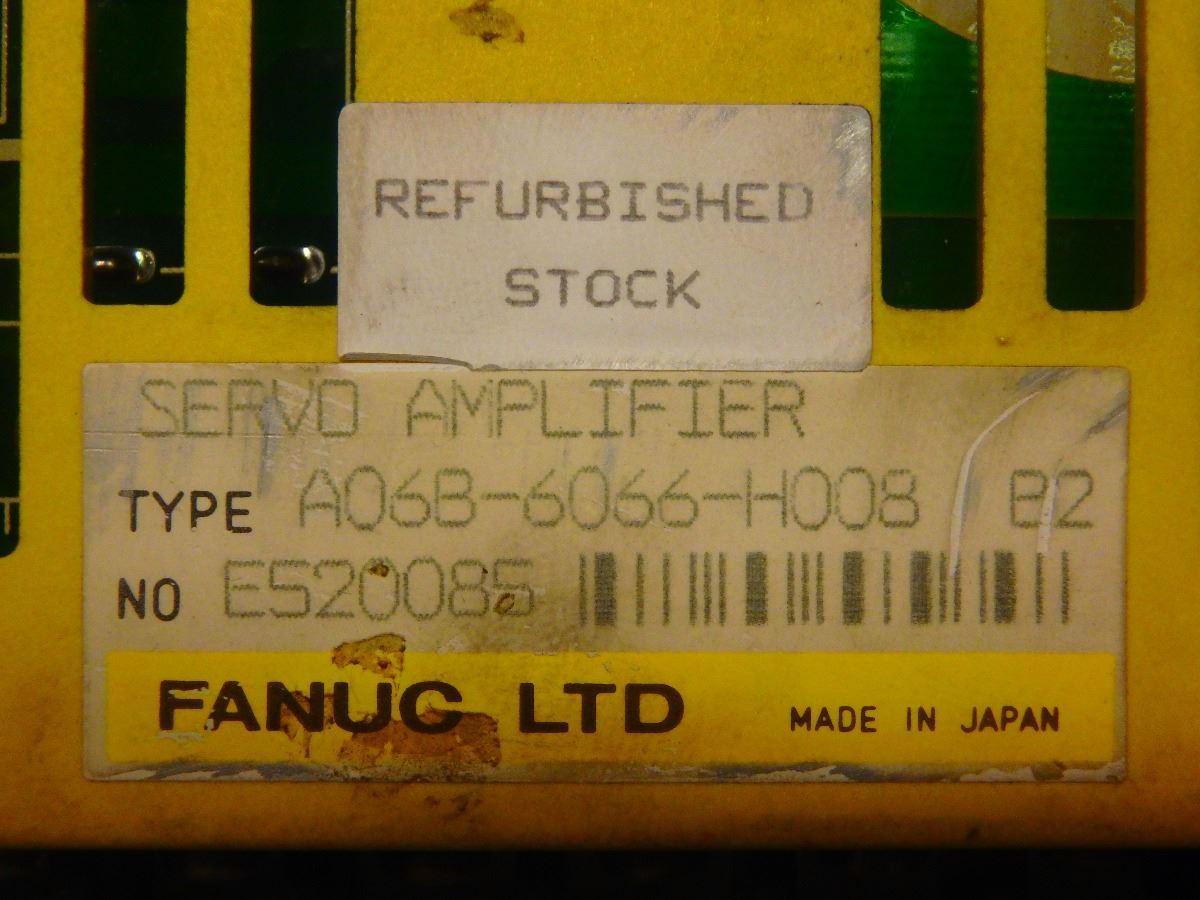 REFURBISHED
STOCK
SERVO AMPLIFIER
TYPE A06B-6066-H008 B2
NO E520085
FANUC LTD MADE IN JAPAN